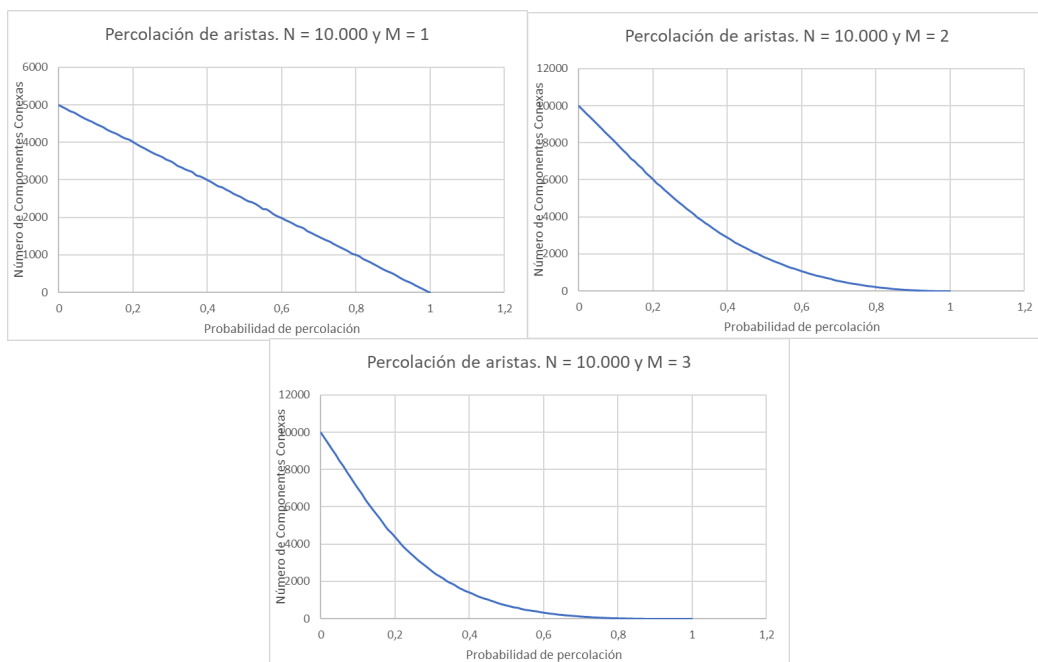 Percolación de aristas. N = 10.000 y M = 1
Número de Componentes Conexas
6000
5000
4000
3000
2000
1000
0
0 0,2 0,4 0,6 0,8 1 1,2
Probabilidad de percolación
Percolación de aristas. N = 10.000 y M = 2
Número de Componentes Conexas
12000
10000
8000
6000
4000
2000
0
0 0,2 0,4 0,6 0,8 1 1,2
Probabilidad de percolación
Percolación de aristas. N = 10.000 y M = 3
Número de Componentes Conexas
12000
10000
8000
6000
4000
2000
0
0 0,2 0,4 0,6 0,8 1 1,2
Probabilidad de percolación